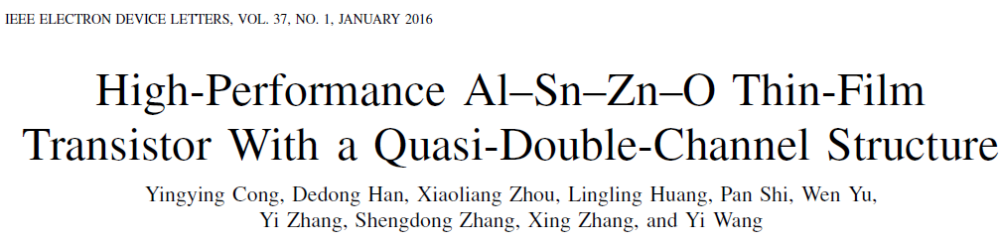 IEEE ELECTRON DEVICE LETTERS, VOL. 37, NO. 1, JANUARY 2016
High-Performance Al–Sn–Zn–O Thin-Film
Transistor With a Quasi-Double-Channel Structure
Yingying Cong, Dedong Han, Xiaoliang Zhou, Lingling Huang, Pan Shi, Wen Yu,
Yi Zhang, Shengdong Zhang, Xing Zhang, and Yi Wang